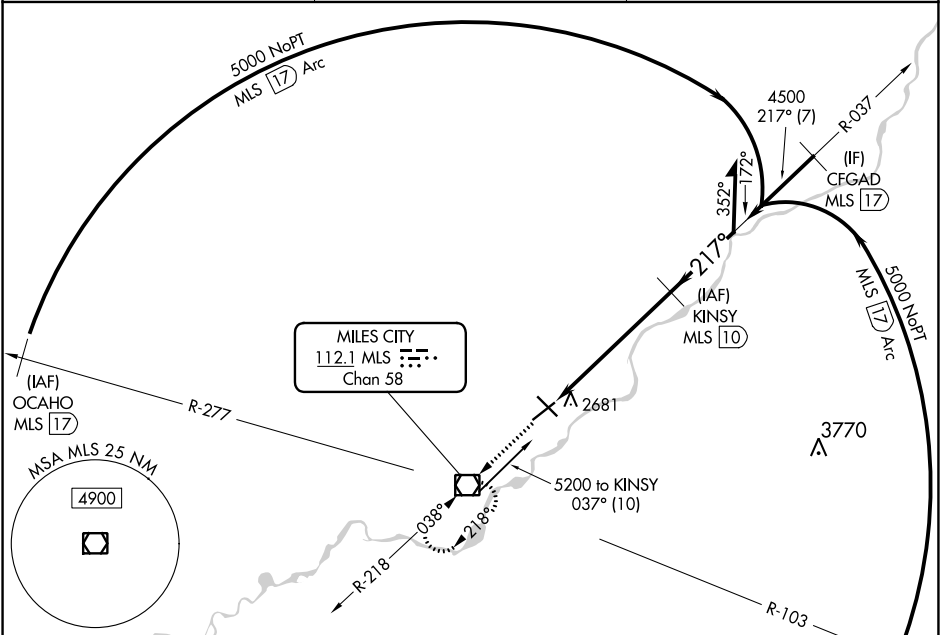 5000 NoPT
MLS 17 Arc
4500
217° (7)
R-037
(IF)
CFGAD
MLS 17
352°
172°
217°
(IAF)
KINSY
MLS 10
5000 NoPT
MLS 17 Arc
MILES CITY
112.1 MLS
Chan 58
(IAF)
OCAHO
MLS 17
R-277
2681
3770
MSA MLS 25 NM
4900
5200 to KINSY
037° (10)
038°
218°
R-218
R-103